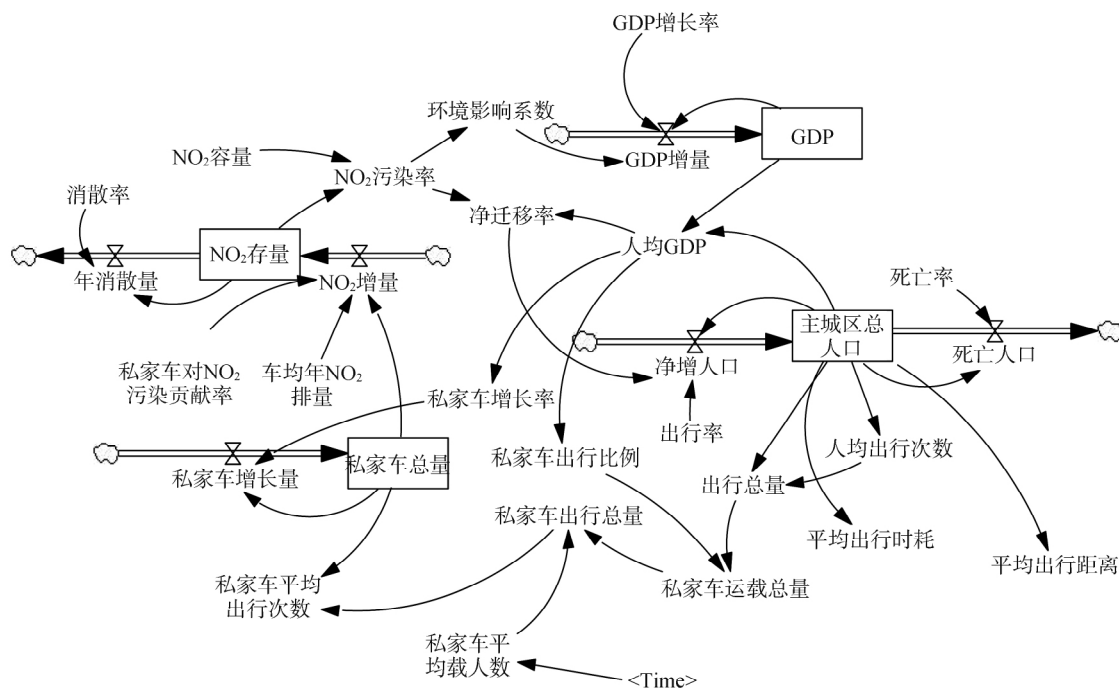 GDP增长率
环境影响系数
GDP
NO₂容量
GDP增量
NO₂污染率
消散率
净迁移率
NO₂存量
人均GDP
年消散量
NO₂增量
死亡率
主城区总
人口
净增人口
死亡人口
私家车对NO₂
污染贡献率
车均年NO₂
排量
私家车增长率
出行率
人均出行次数
私家车总量
私家车出行比例
私家车增长量
出行总量
私家车出行总量
平均出行时耗
平均出行距离
私家车平均
出行次数
私家车运载总量
私家车平
均载人数
<Time>